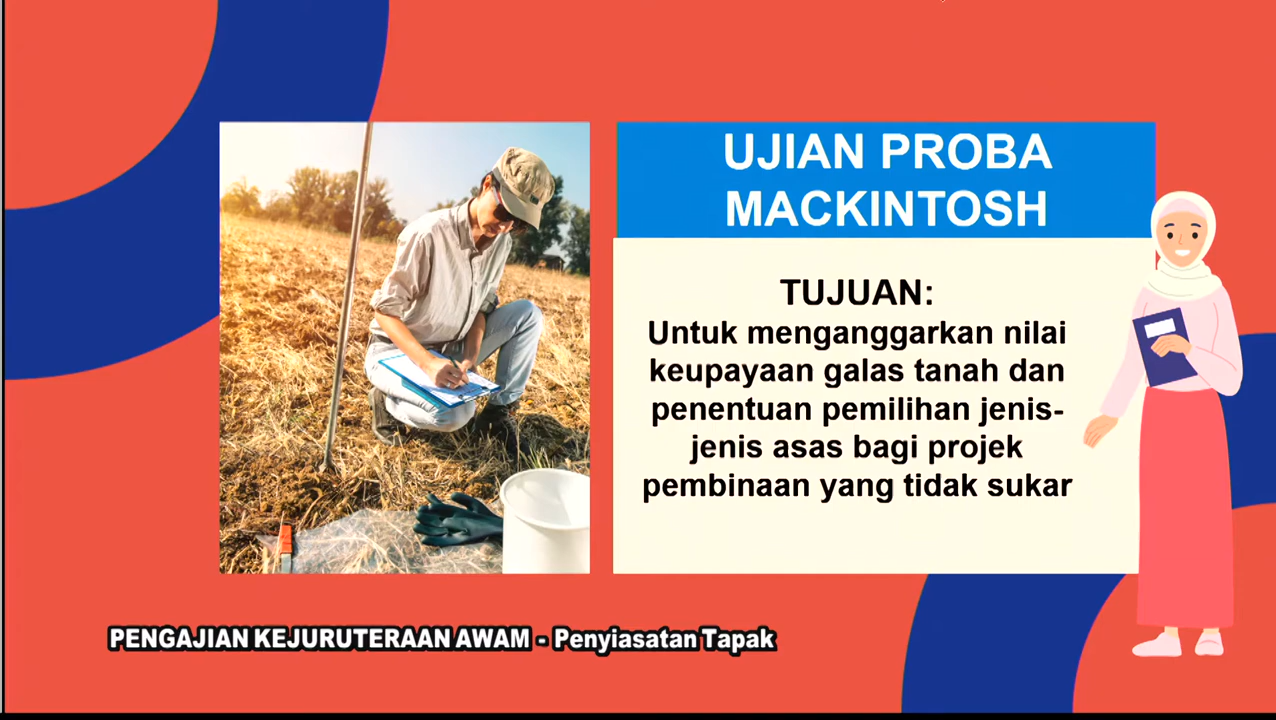 UJIAN PROBA
MACKINTOSH
TUJUAN:
Untuk menganggarkan nilai
keupayaan galas tanah dan
penentuan pemilihan jenis-
jenis asas bagi projek
pembinaan yang tidak sukar
PENGAJIAN KEJURUTERAAN AWAM - Penyiasatan Tapak